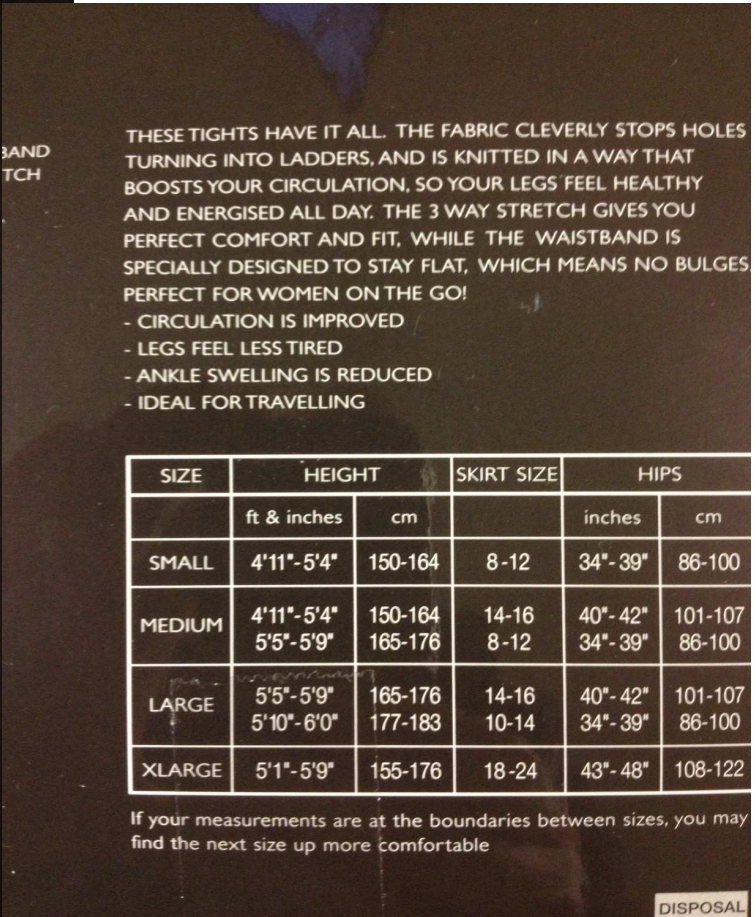 BAND
TCH
THESE TIGHTS HAVE IT ALL. THE FABRIC CLEVERLY STOPS HOLES
TURNING INTO LADDERS, AND IS KNITTED IN A WAY THAT
BOOSTS YOUR CIRCULATION, SO YOUR LEGS FEEL HEALTHY
AND ENERGISED ALL DAY. THE 3 WAY STRETCH GIVES YOU
PERFECT COMFORT AND FIT, WHILE THE WAISTBAND IS
SPECIALLY DESIGNED TO STAY FLAT, WHICH MEANS NO BULGES.
PERFECT FOR WOMEN ON THE GO!
- CIRCULATION IS IMPROVED
- LEGS FEEL LESS TIRED
- ANKLE SWELLING IS REDUCED
- IDEAL FOR TRAVELLING
SIZE HEIGHT SKIRT SIZE HIPS
ft & inches cm inches cm
SMALL 4'11"-5'4" 150-164 8-12 34"-39" 86-100
MEDIUM 4'11"-5'4" 150-164 14-16 40"-42" 101-107
5'5"-5'9" 165-176 8-12 34"-39" 86-100
LARGE 5'5"-5'9" 165-176 14-16 40"-42" 101-107
5'10"-6'0" 177-183 10-14 34"-39" 86-100
XLARGE 5'1"-5'9" 155-176 18-24 43"-48" 108-122
If your measurements are at the boundaries between sizes, you may
find the next size up more comfortable
DISPOSAL